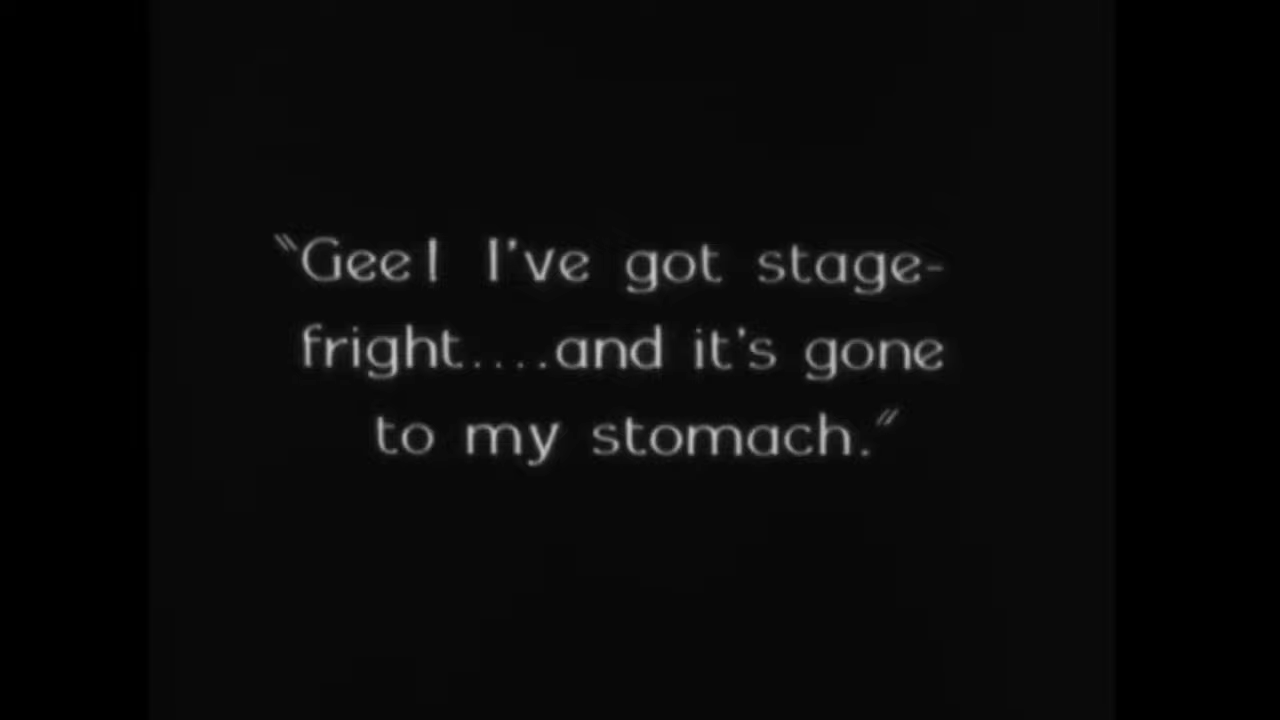 "Gee! I've got stage-
fright....and it's gone
to my stomach."